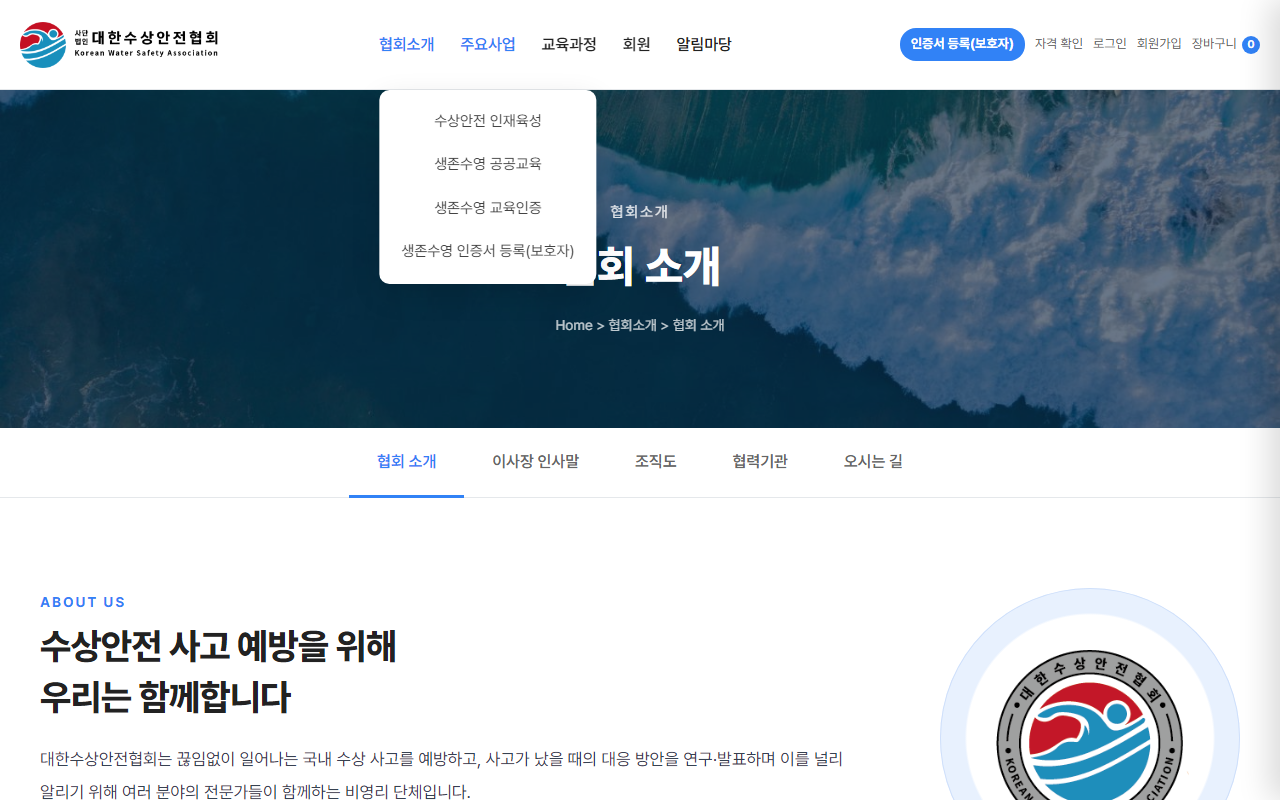 사단법인 대한수상안전협회
Korean Water Safety Association
협회소개 주요사업 교육과정 회원 알림마당
인증서 등록(보호자) 자격 확인 로그인 회원가입 장바구니 0
수상안전 인재육성
생존수영 공공교육
생존수영 교육인증
생존수영 인증서 등록(보호자)
협회소개
회 소개
Home > 협회소개 > 협회 소개
협회 소개 이사장 인사말 조직도 협력기관 오시는 길
ABOUT US
수상안전 사고 예방을 위해
우리는 함께합니다
대한수상안전협회는 끊임없이 일어나는 국내 수상 사고를 예방하고, 사고가 났을 때의 대응 방안을 연구·발표하며 이를 널리
알리기 위해 여러 분야의 전문가들이 함께하는 비영리 단체입니다.
대한수상안전협회
KOREAN
CIATION